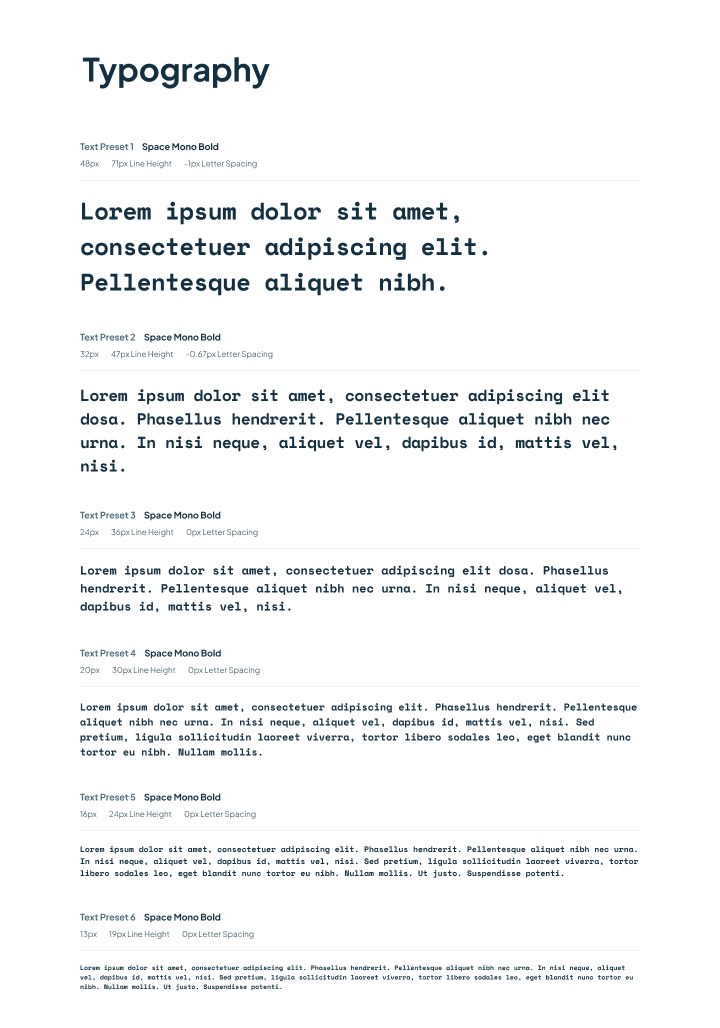 Typography
Text Preset 1 Space Mono Bold
48px 71px Line Height -1px Letter Spacing
Lorem ipsum dolor sit amet,
consectetuer adipiscing elit.
Pellentesque aliquet nibh.
Text Preset 2 Space Mono Bold
32px 47px Line Height -0.67px Letter Spacing
Lorem ipsum dolor sit amet, consectetuer adipiscing elit
dosa. Phasellus hendrerit. Pellentesque aliquet nibh nec
urna. In nisi neque, aliquet vel, dapibus id, mattis vel,
nisi.
Text Preset 3 Space Mono Bold
24px 36px Line Height 0px Letter Spacing
Lorem ipsum dolor sit amet, consectetuer adipiscing elit dosa. Phasellus
hendrerit. Pellentesque aliquet nibh nec urna. In nisi neque, aliquet vel,
dapibus id, mattis vel, nisi.
Text Preset 4 Space Mono Bold
20px 30px Line Height 0px Letter Spacing
Lorem ipsum dolor sit amet, consectetuer adipiscing elit. Phasellus hendrerit. Pellentesque
aliquet nibh nec urna. In nisi neque, aliquet vel, dapibus id, mattis vel, nisi. Sed
pretium, ligula sollicitudin laoreet viverra, tortor libero sodales leo, eget blandit nunc
tortor eu nibh. Nullam mollis.
Text Preset 5 Space Mono Bold
16px 24px Line Height 0px Letter Spacing
Lorem ipsum dolor sit amet, consectetuer adipiscing elit. Phasellus hendrerit. Pellentesque aliquet nibh nec urna.
In nisi neque, aliquet vel, dapibus id, mattis vel, nisi. Sed pretium, ligula sollicitudin laoreet viverra, tortor
libero sodales leo, eget blandit nunc tortor eu nibh. Nullam mollis. Ut justo. Suspendisse potenti.
Text Preset 6 Space Mono Bold
13px 19px Line Height 0px Letter Spacing
Lorem ipsum dolor sit amet, consectetuer adipiscing elit. Phasellus hendrerit. Pellentesque aliquet nibh nec urna. In nisi neque, aliquet
vel, dapibus id, mattis vel, nisi. Sed pretium, ligula sollicitudin laoreet viverra, tortor libero sodales leo, eget blandit nunc tortor eu
nibh. Nullam mollis. Ut justo. Suspendisse potenti.